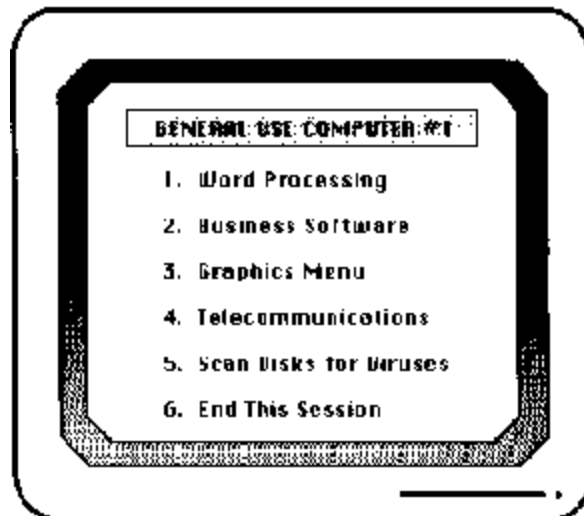 GENERAL USE COMPUTER #1
1. Word Processing
2. Business Software
3. Graphics Menu
4. Telecommunications
5. Scan Disks for Viruses
6. End This Session